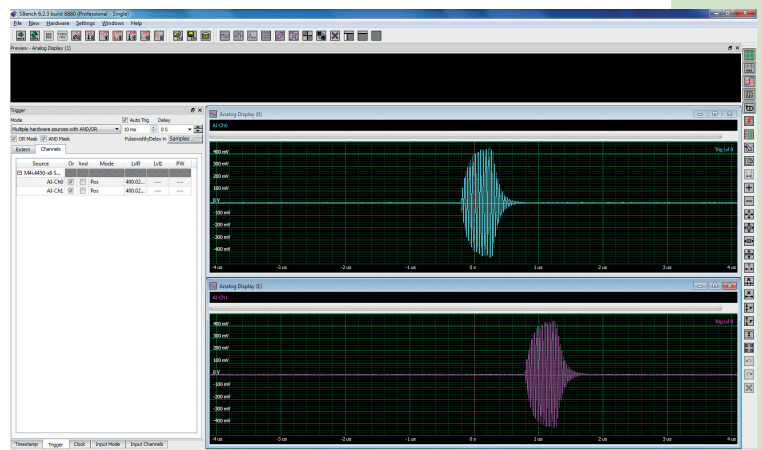 SBench 6.2.3 build 8880 (Professional - Single)
File New Hardware Settings Windows Help
Preview - Analog Display (1)
Trigger
Mode Auto Trig Delay
Multiple hardware sources with AND/OR 10 ms 0 S
OR Mask AND Mask Pulsewidth/Delay in Samples
Extern Channels
Source Or And Mode Lvl0 Lvl1 PW
M4i.4450-x8 S...
AI-Ch0 Pos 400.02... --- ---
AI-Ch1 Pos 400.02... --- ---
Timestamp Trigger Clock Input Mode Input Channels
Analog Display (0)
AI-Ch0
Trig Lvl 0
400 mV
300 mV
200 mV
100 mV
0 V
-100 mV
-200 mV
-300 mV
-400 mV
-4 us -3 us -2 us -1 us 0 s 1 us 2 us 3 us 4 us
Analog Display (1)
AI-Ch1
Trig Lvl 0
400 mV
300 mV
200 mV
100 mV
0 V
-100 mV
-200 mV
-300 mV
-400 mV
-4 us -3 us -2 us -1 us 0 s 1 us 2 us 3 us 4 us